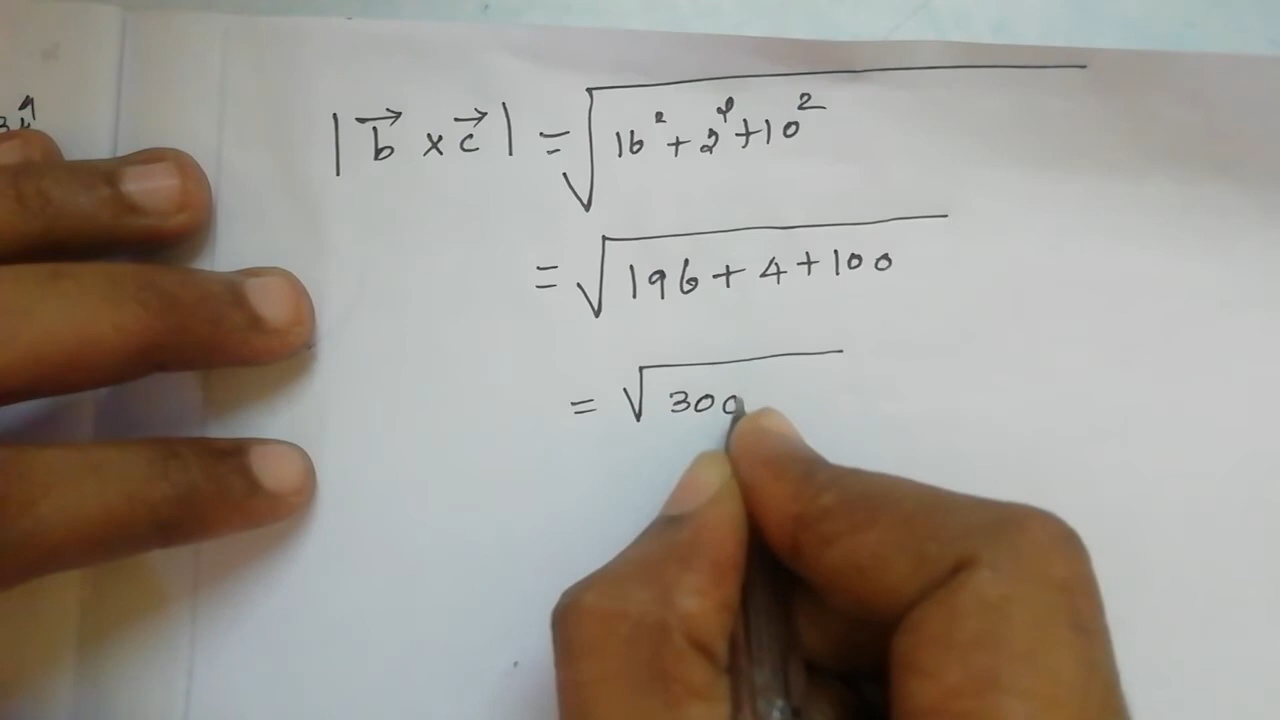 |b⃗ × c⃗| = √16² + 2² + 10²
= √196 + 4 + 100
= √300